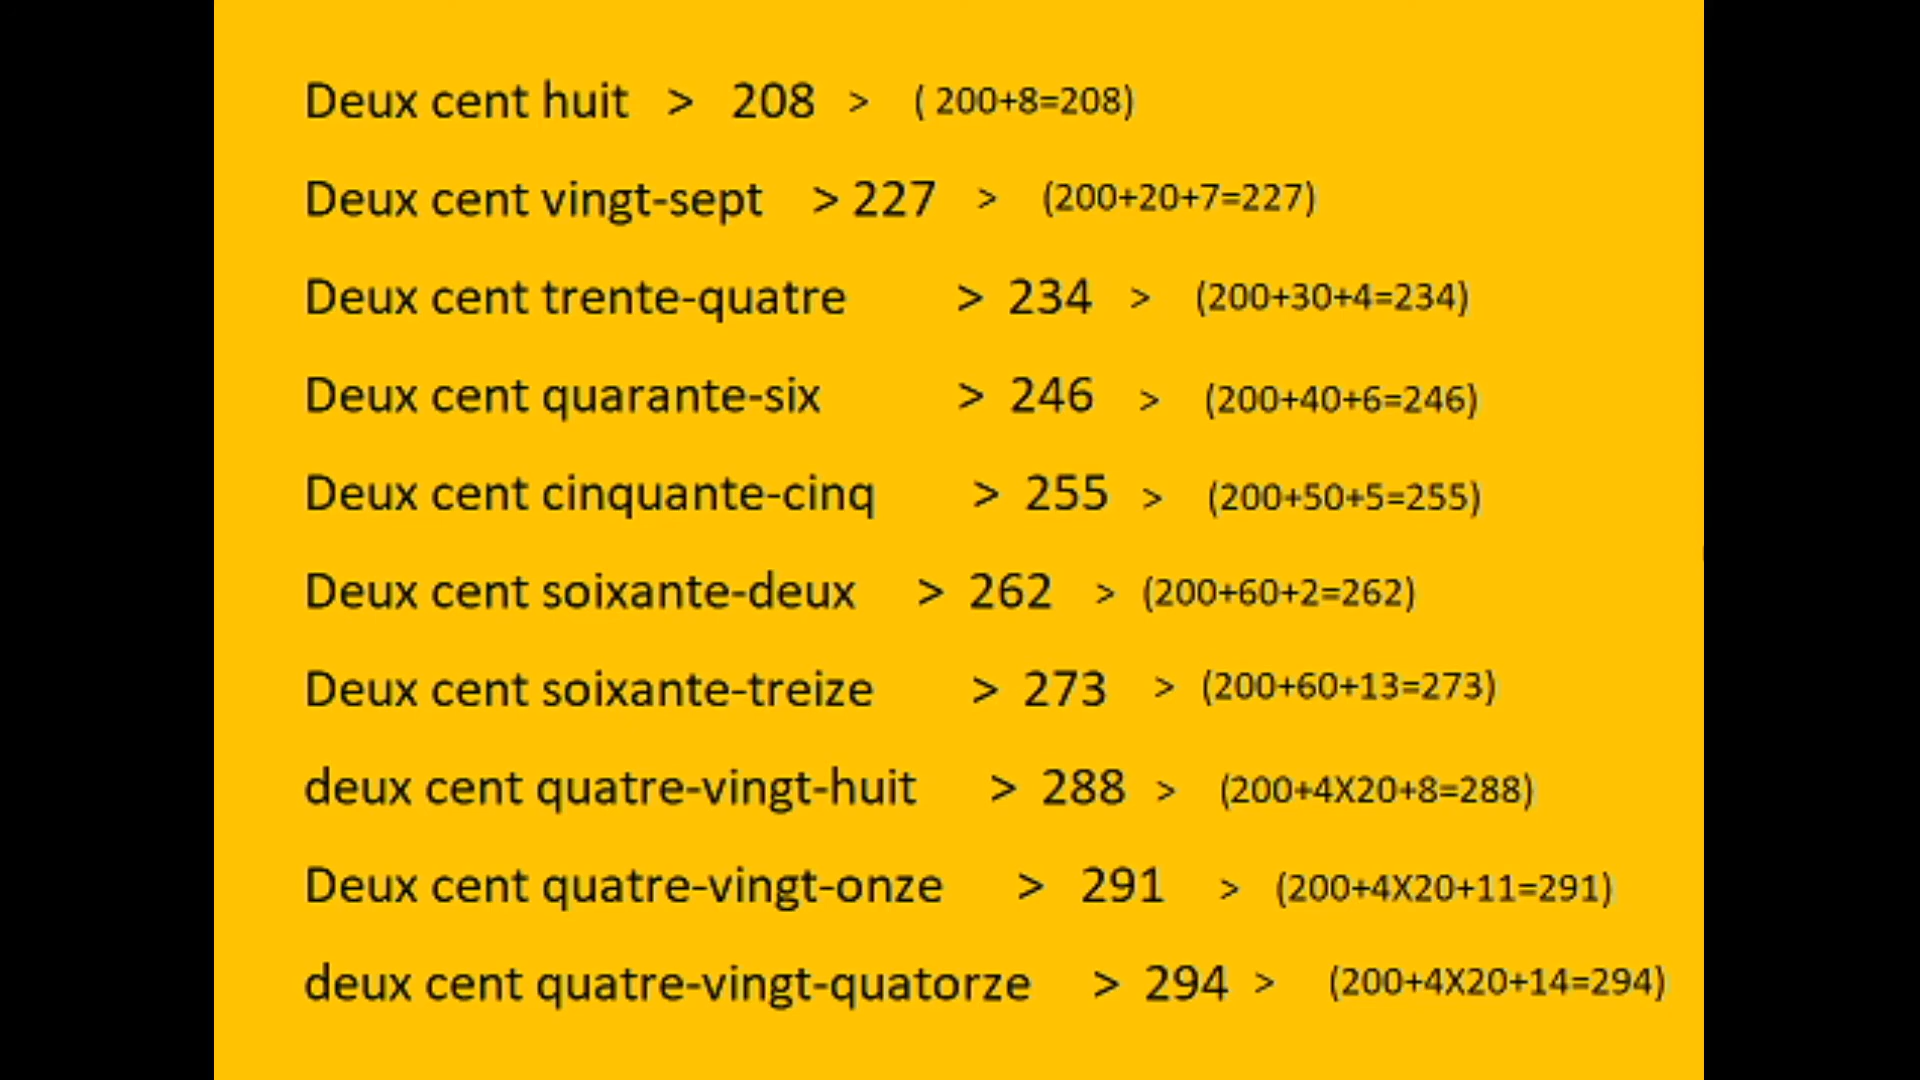 Deux cent huit > 208 > ( 200+8=208)
Deux cent vingt-sept > 227 > (200+20+7=227)
Deux cent trente-quatre > 234 > (200+30+4=234)
Deux cent quarante-six > 246 > (200+40+6=246)
Deux cent cinquante-cinq > 255 > (200+50+5=255)
Deux cent soixante-deux > 262 > (200+60+2=262)
Deux cent soixante-treize > 273 > (200+60+13=273)
deux cent quatre-vingt-huit > 288 > (200+4X20+8=288)
Deux cent quatre-vingt-onze > 291 > (200+4X20+11=291)
deux cent quatre-vingt-quatorze > 294 > (200+4X20+14=294)